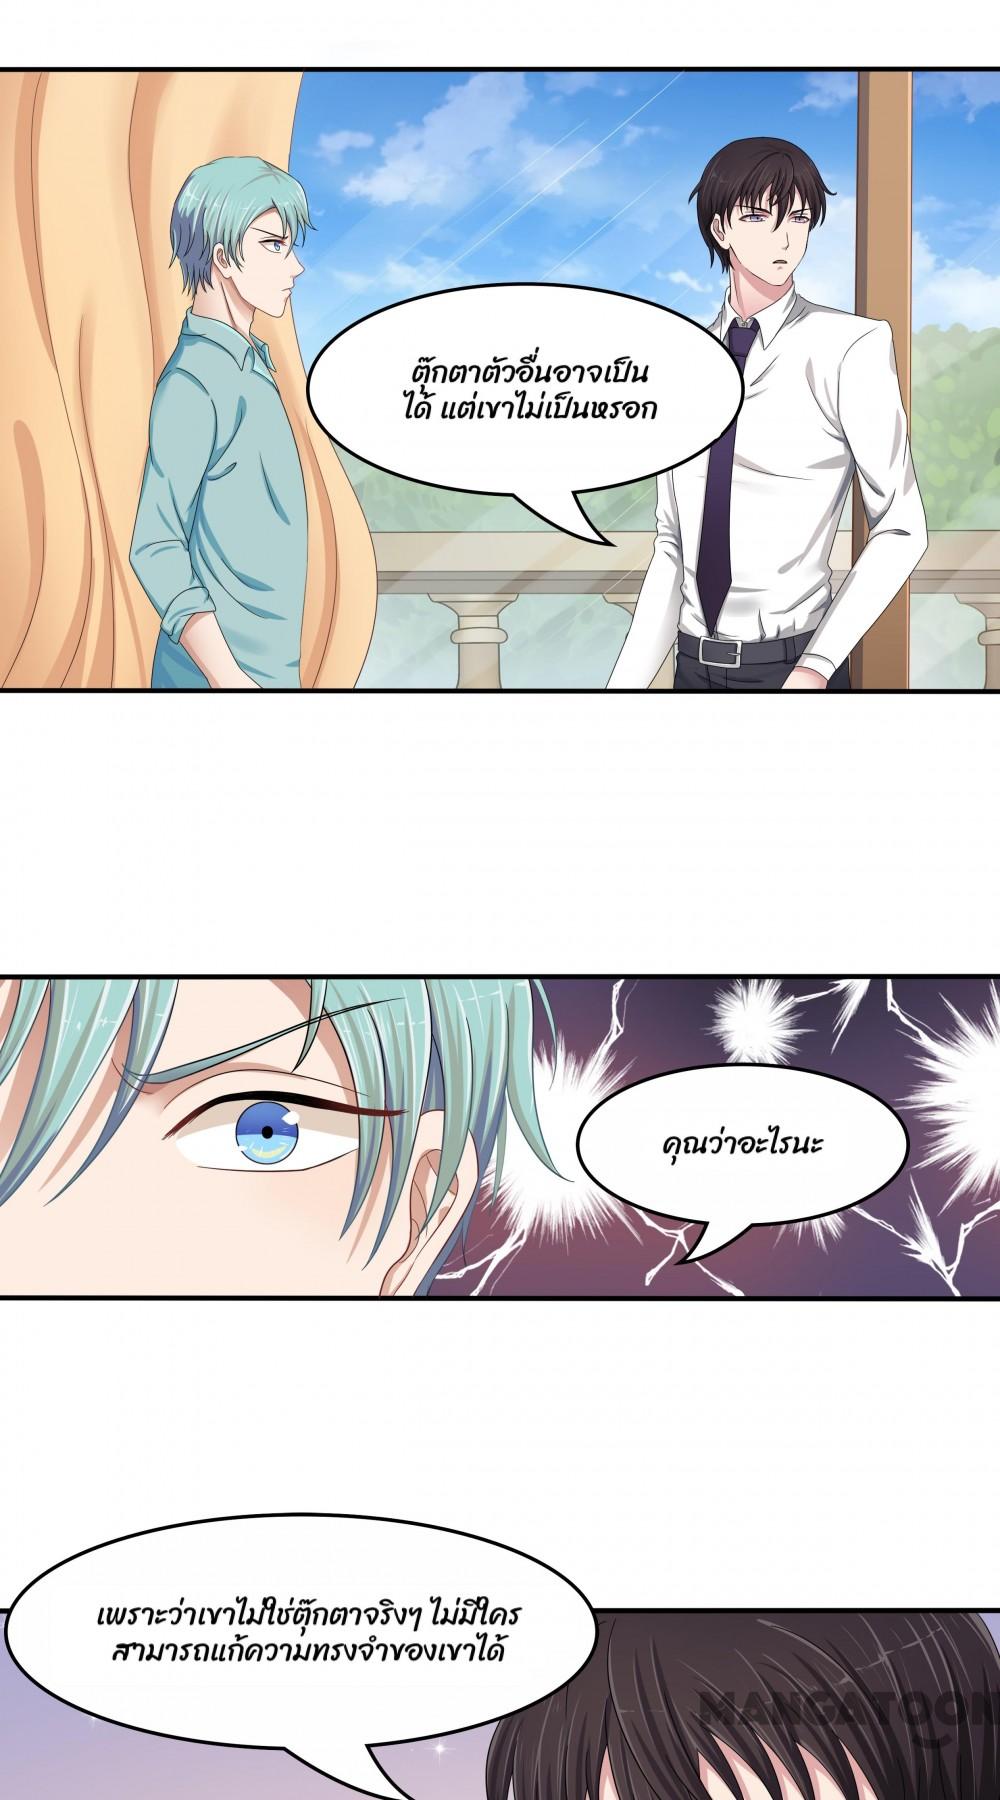 ตุ๊กตาตัวอื่นอาจเป็น
ได้ แต่เขาไม่เป็นหรอก
คุณว่าอะไรนะ
เพราะว่าเขาไม่ใช่ตุ๊กตาจริงๆ ไม่มีใคร
สามารถแก้ความทรงจำของเขาได้
MANGATOON